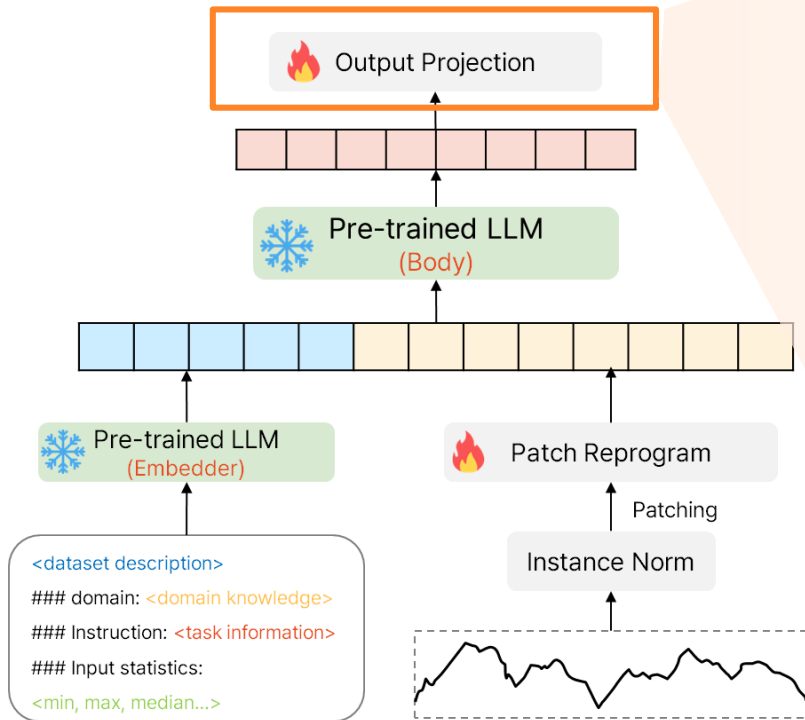 Output Projection
Pre-trained LLM
(Body)
Pre-trained LLM
(Embedder)
Patch Reprogram
Patching
Instance Norm
<dataset description>
### domain: <domain knowledge>
### Instruction: <task information>
### Input statistics:
<min, max, median...>